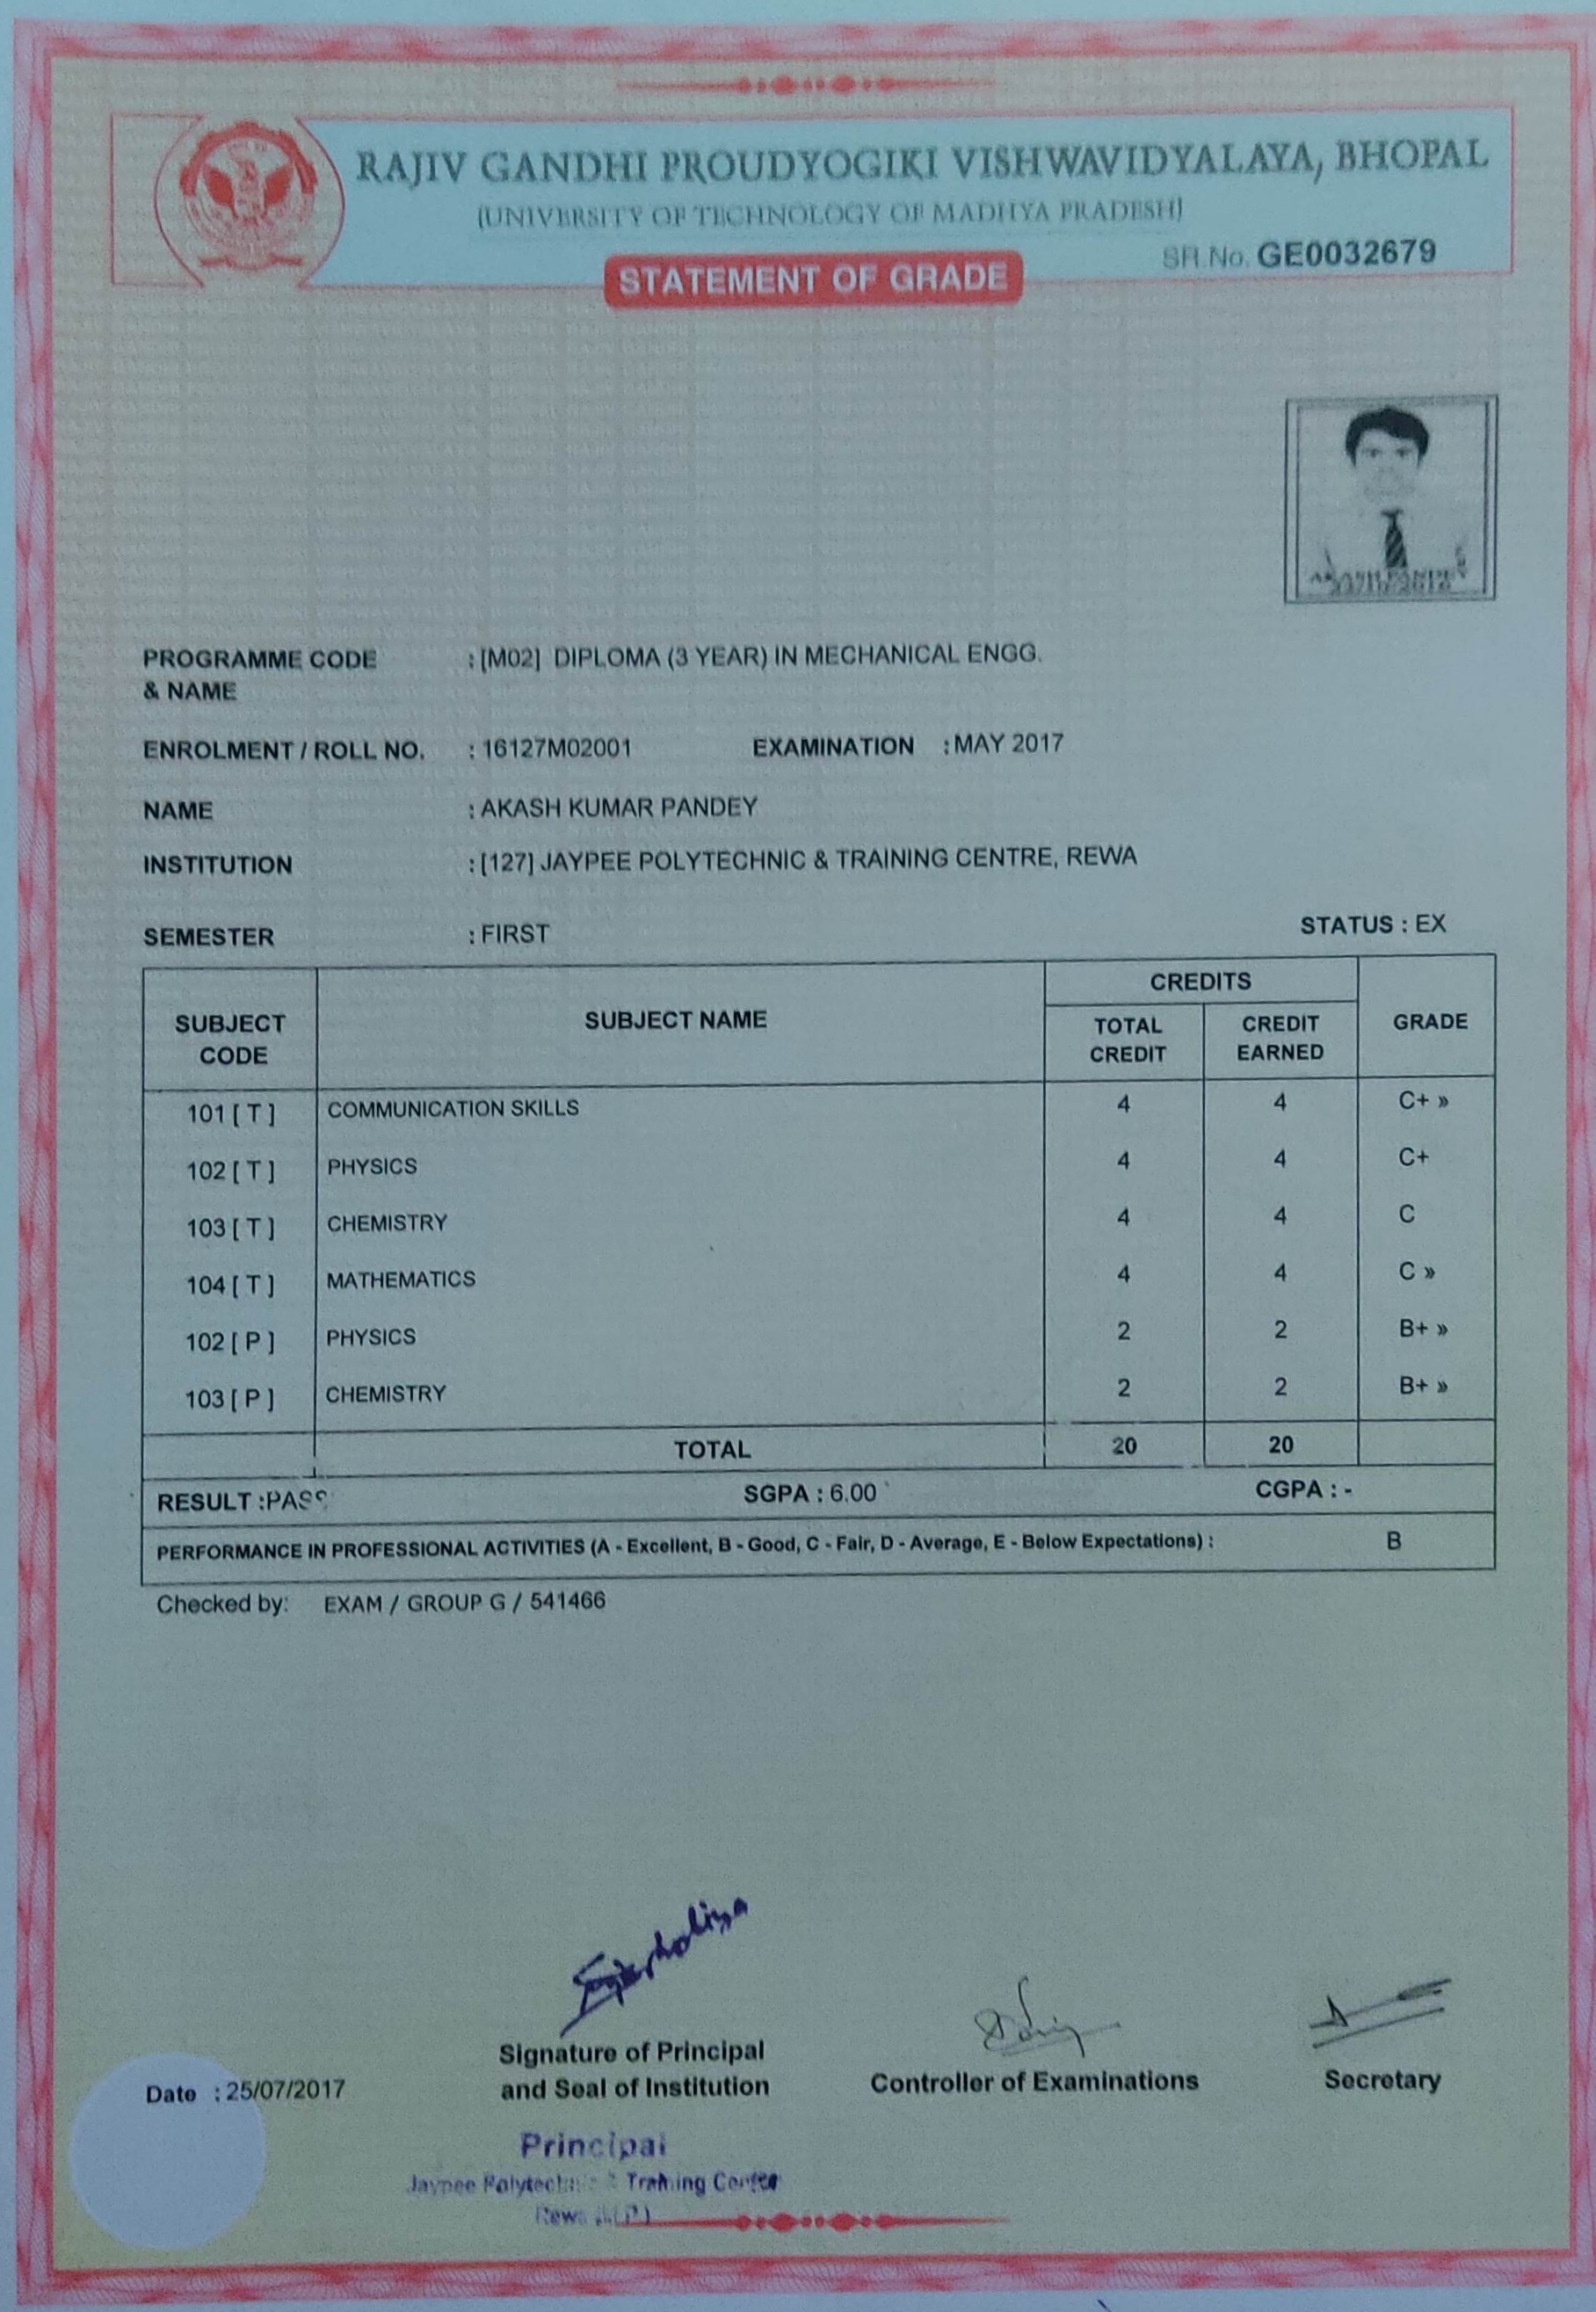 RAJIV GANDHI PROUDYOGIKI VISHWAVIDYALAYA, BHOPAL
(UNIVERSITY OF TECHNOLOGY OF MADHYA PRADESH)
SR.No. GE0032679
STATEMENT OF GRADE
PROGRAMME CODE : [M02] DIPLOMA (3 YEAR) IN MECHANICAL ENGG.
& NAME
ENROLMENT / ROLL NO. : 16127M02001 EXAMINATION : MAY 2017
NAME : AKASH KUMAR PANDEY
INSTITUTION : [127] JAYPEE POLYTECHNIC & TRAINING CENTRE, REWA
SEMESTER : FIRST STATUS : EX
SUBJECT CODE SUBJECT NAME CREDITS GRADE
TOTAL CREDIT CREDIT EARNED
101 [ T ] COMMUNICATION SKILLS 4 4 C+ »
102 [ T ] PHYSICS 4 4 C+
103 [ T ] CHEMISTRY 4 4 C
104 [ T ] MATHEMATICS 4 4 C »
102 [ P ] PHYSICS 2 2 B+ »
103 [ P ] CHEMISTRY 2 2 B+ »
TOTAL 20 20
RESULT :PASS SGPA : 6.00 CGPA : -
PERFORMANCE IN PROFESSIONAL ACTIVITIES (A - Excellent, B - Good, C - Fair, D - Average, E - Below Expectations) : B
Checked by: EXAM / GROUP G / 541466
Signature of Principal
and Seal of Institution
Controller of Examinations
Secretary
Date : 25/07/2017
Principal
Jaypee Polytechnic & Training Centre
Rewa (M.P.)